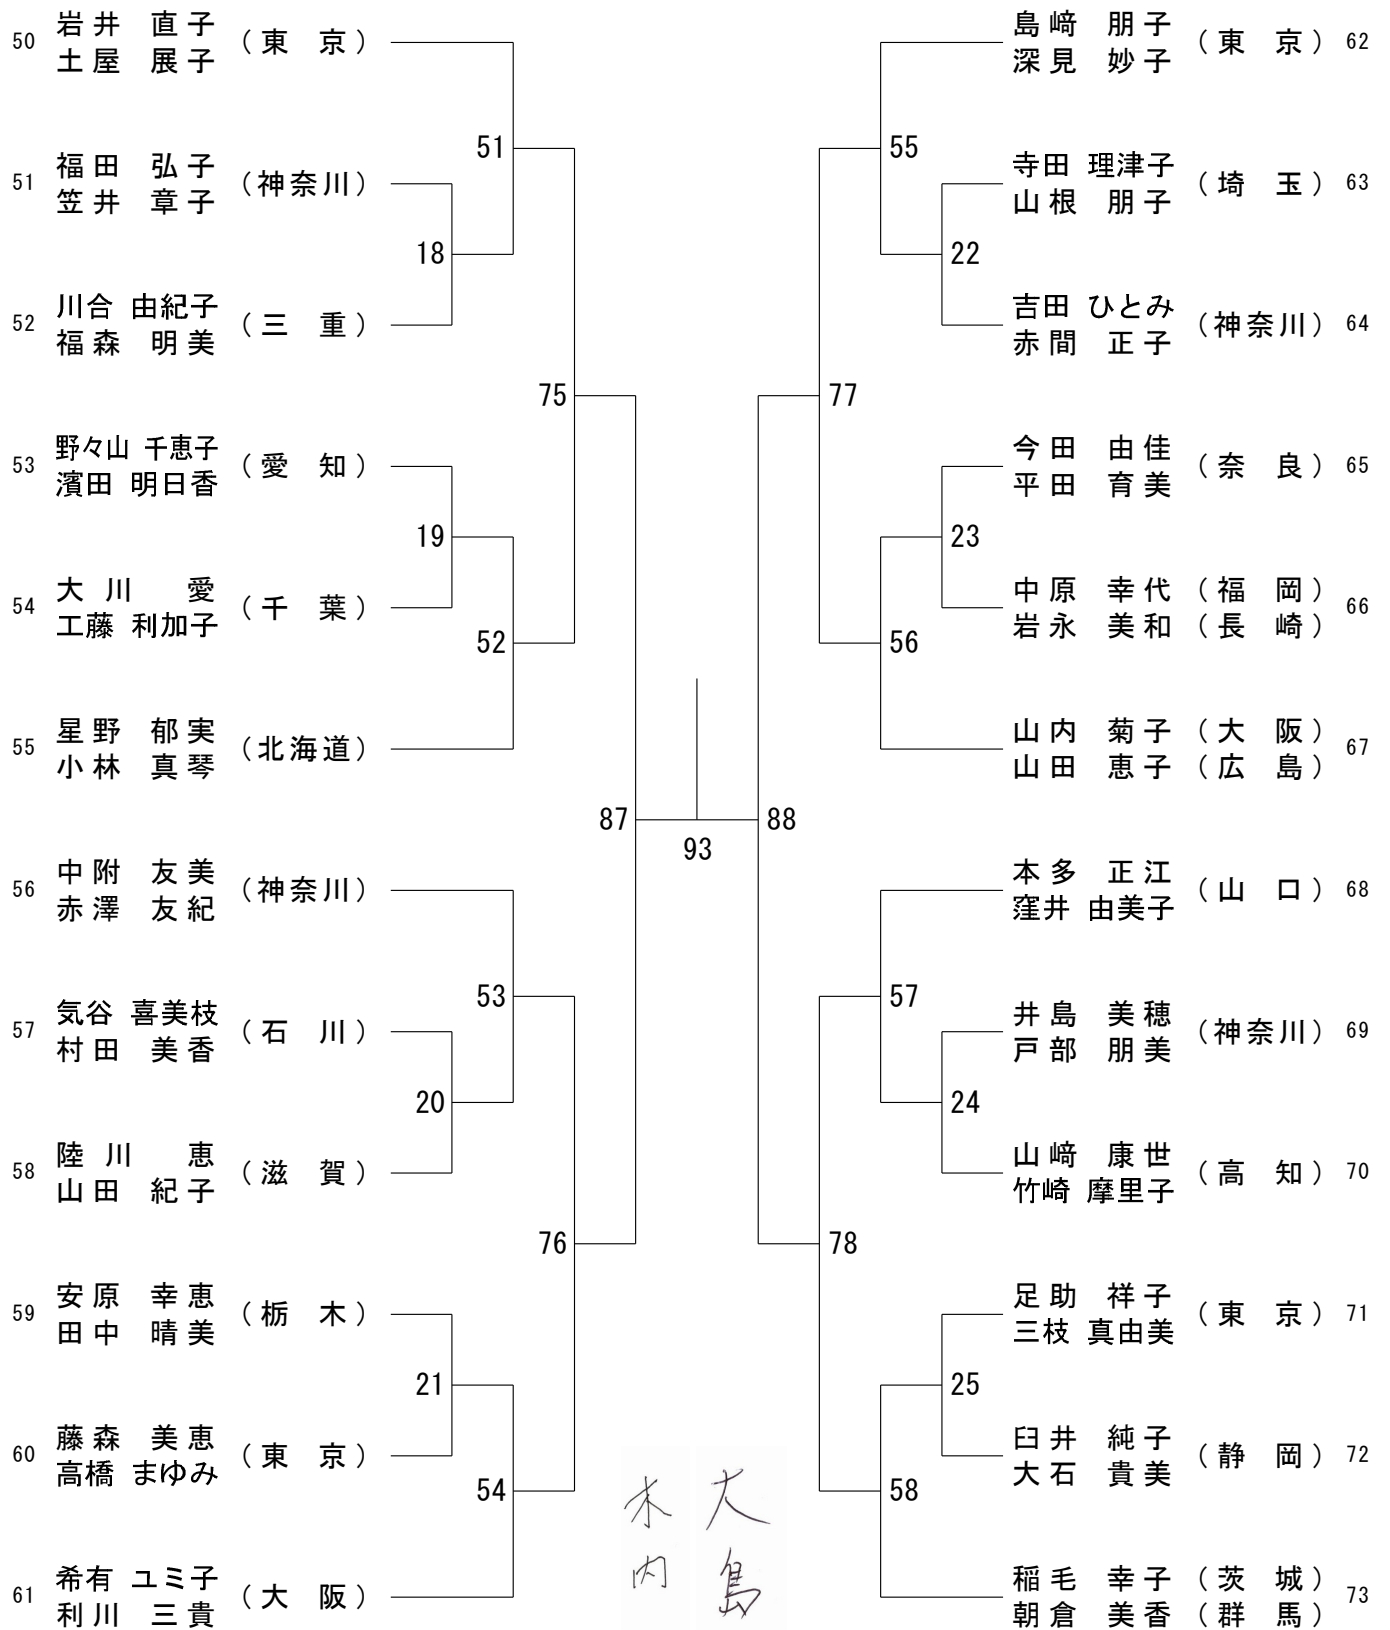 50 岩井 直子 (東 京)
土屋 展子
51
51 福田 弘子 (神奈川)
笠井 章子
18
52 川合 由紀子 (三 重)
福森 明美
75
53 野々山 千恵子 (愛 知)
濱田 明日香
19
54 大川 愛 (千 葉)
工藤 利加子
52
55 星野 郁実 (北海道)
小林 真琴
87
56 中附 友美 (神奈川)
赤澤 友紀
53
57 気谷 喜美枝 (石 川)
村田 美香
20
58 陸川 恵 (滋 賀)
山田 紀子
76
59 安原 幸恵 (栃 木)
田中 晴美
21
60 藤森 美恵 (東 京)
高橋 まゆみ
54
61 希有 ユミ子 (大 阪)
利川 三貴
93
島﨑 朋子 (東 京) 62
深見 妙子
55
寺田 理津子 (埼 玉) 63
山根 朋子
22
吉田 ひとみ (神奈川) 64
赤間 正子
77
今田 由佳 (奈 良) 65
平田 育美
23
中原 幸代 (福 岡) 66
岩永 美和 (長 崎)
56
山内 菊子 (大 阪) 67
山田 恵子 (広 島)
88
本多 正江 (山 口) 68
窪井 由美子
57
井島 美穂 (神奈川) 69
戸部 朋美
24
山﨑 康世 (高 知) 70
竹崎 摩里子
78
足助 祥子 (東 京) 71
三枝 真由美
25
臼井 純子 (静 岡) 72
大石 貴美
58
稲毛 幸子 (茨 城) 73
朝倉 美香 (群 馬)
大島
木内